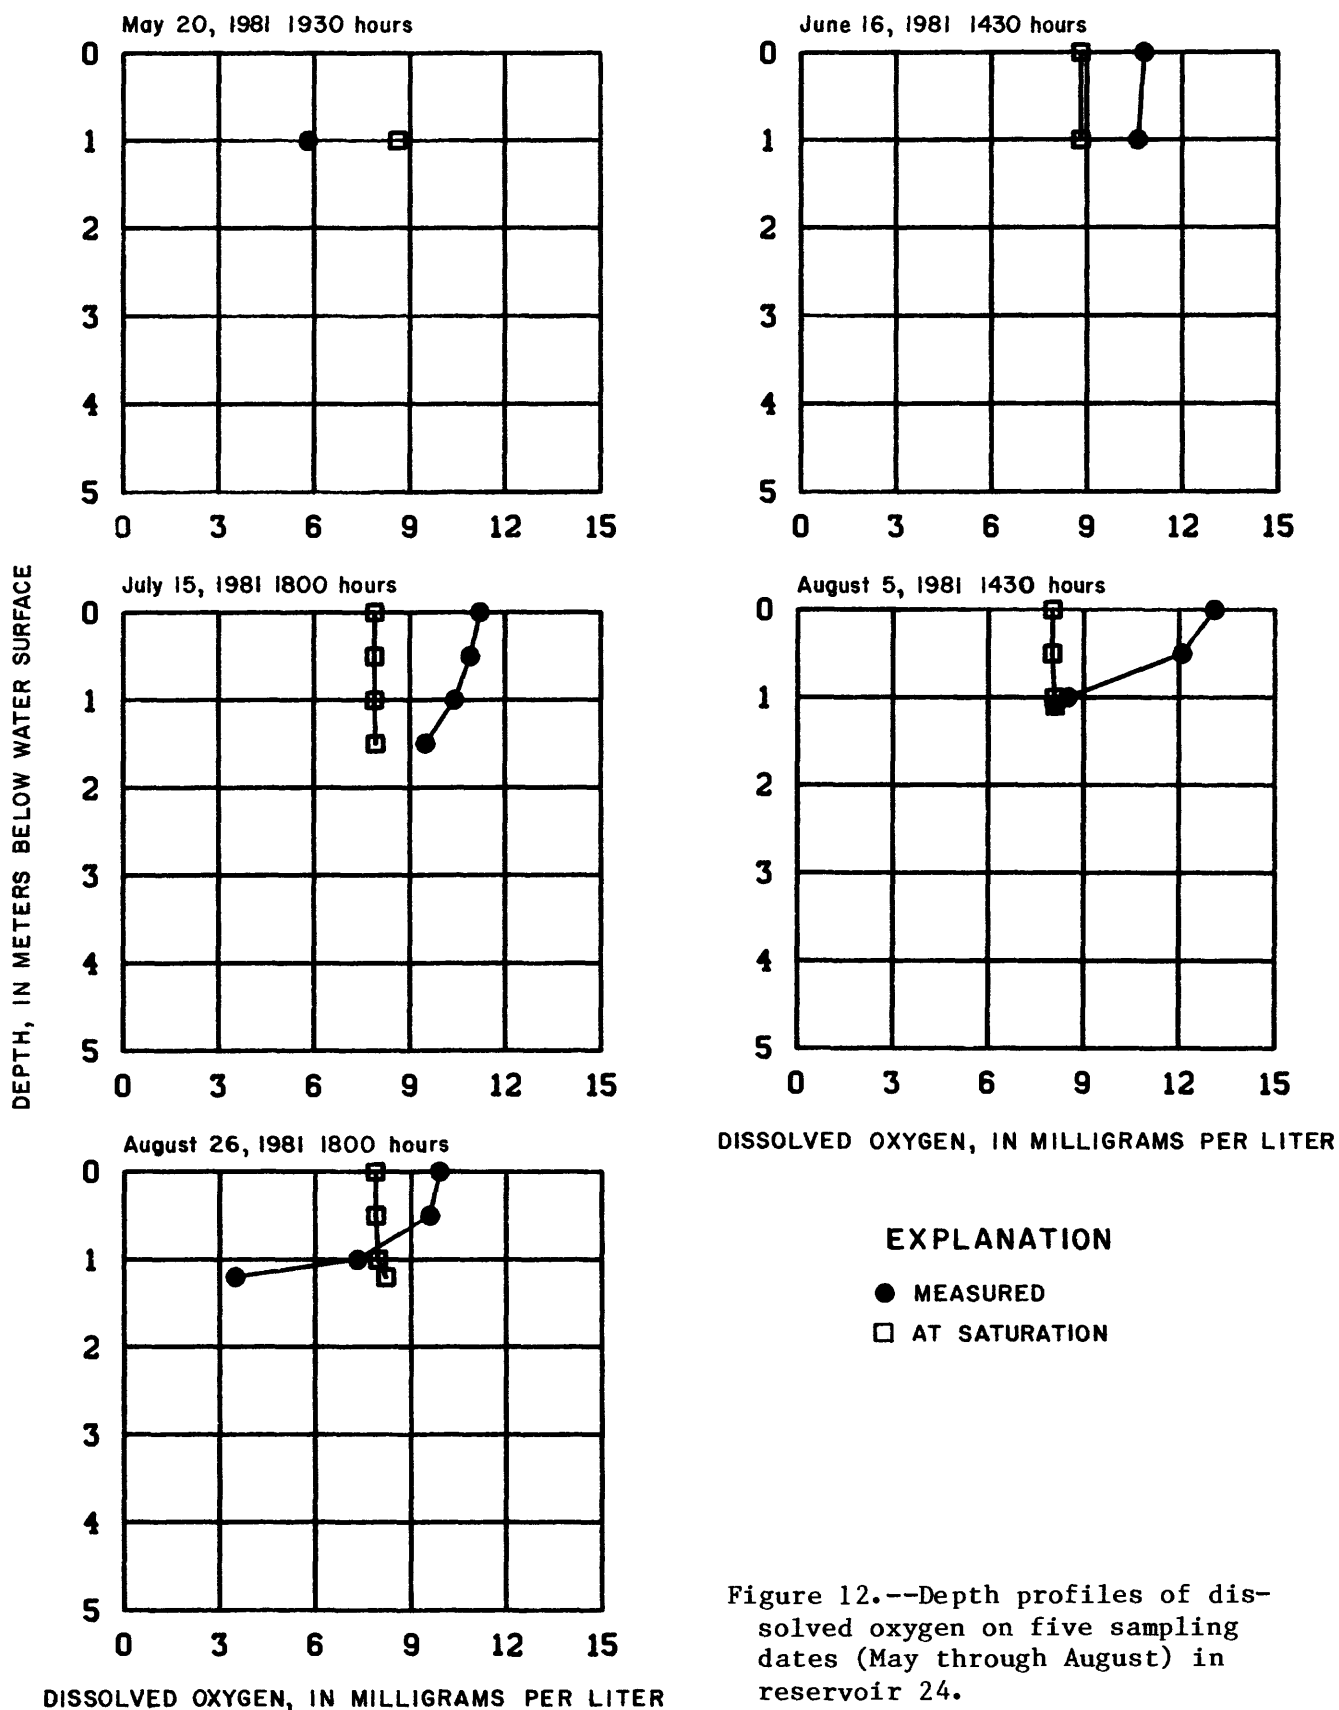 May 20, 1981 1930 hours
0
1
2
3
4
5
0 3 6 9 12 15
June 16, 1981 1430 hours
0
1
2
3
4
5
0 3 6 9 12 15
DEPTH, IN METERS BELOW WATER SURFACE
July 15, 1981 1800 hours
0
1
2
3
4
5
0 3 6 9 12 15
August 5, 1981 1430 hours
0
1
2
3
4
5
0 3 6 9 12 15
DISSOLVED OXYGEN, IN MILLIGRAMS PER LITER
August 26, 1981 1800 hours
0
1
2
3
4
5
0 3 6 9 12 15
DISSOLVED OXYGEN, IN MILLIGRAMS PER LITER
EXPLANATION
MEASURED
AT SATURATION
Figure 12.--Depth profiles of dis-
solved oxygen on five sampling
dates (May through August) in
reservoir 24.